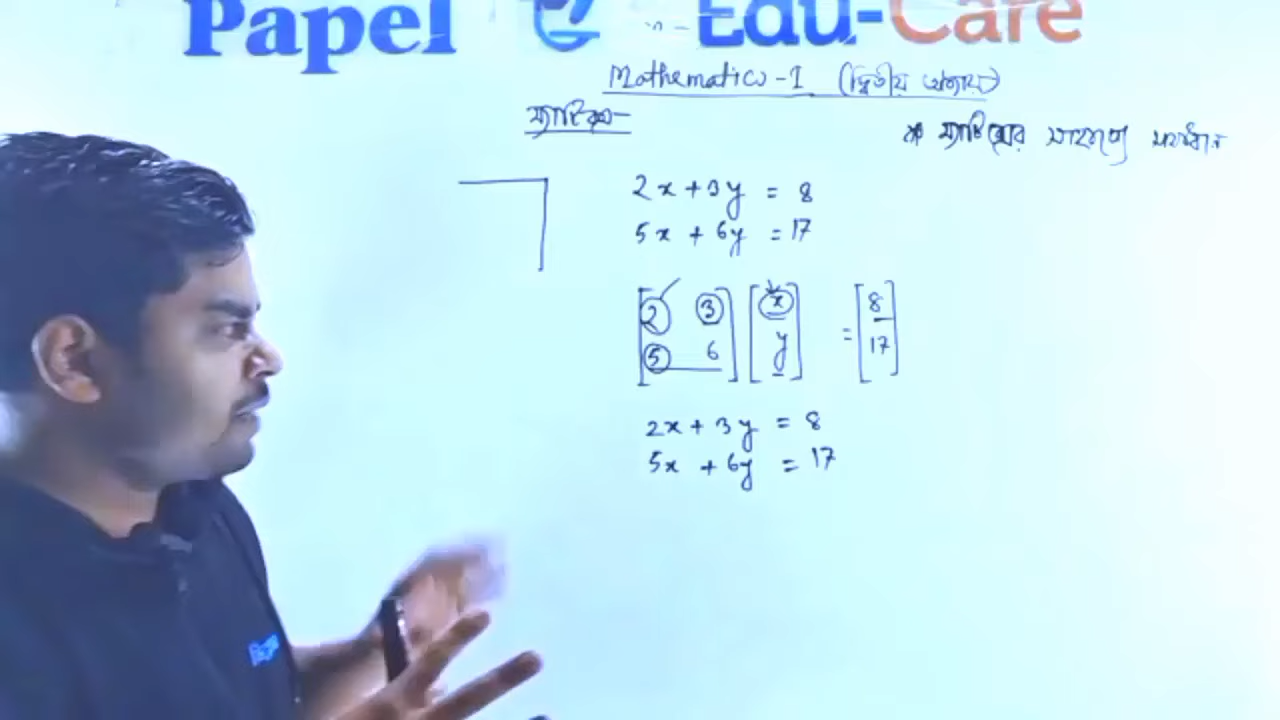 Papel Edu-Care
Mathematics-1 (দ্বিতীয় অধ্যায়)
ম্যাট্রিক্স-
ম্যাট্রিক্সের সাহায্যে সমাধান
2x + 3y = 8
5x + 6y = 17
[2 3] [x] = [8]
[5 6] [y] [17]
2x + 3y = 8
5x + 6y = 17